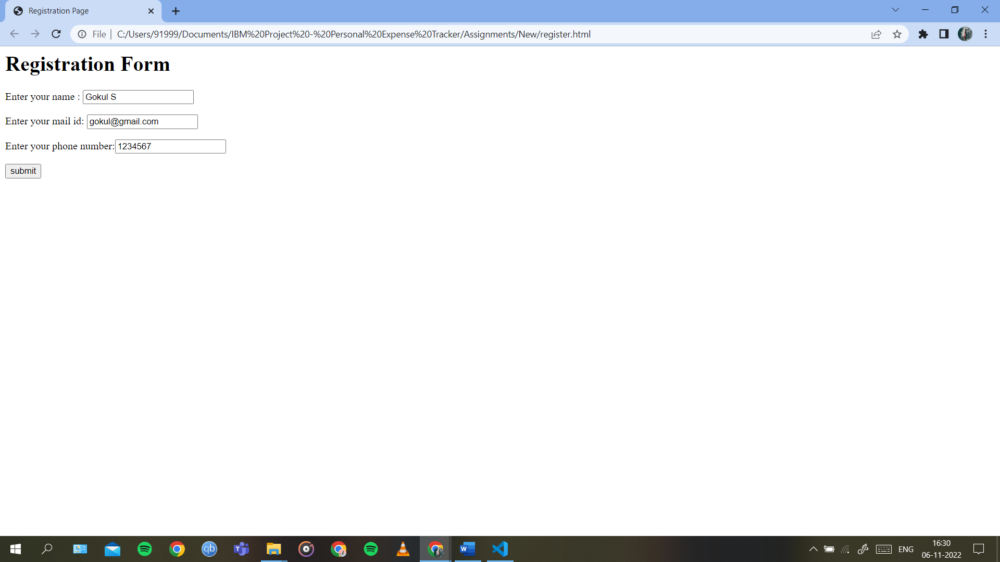 Registration Page
File
C:/Users/91999/Documents/IBM%20Project%20-%20Personal%20Expense%20Tracker/Assignments/New/register.html
Registration Form
Enter your name : Gokul S
Enter your mail id: gokul@gmail.com
Enter your phone number: 1234567
submit
qb
T
W
ENG
16:30
06-11-2022